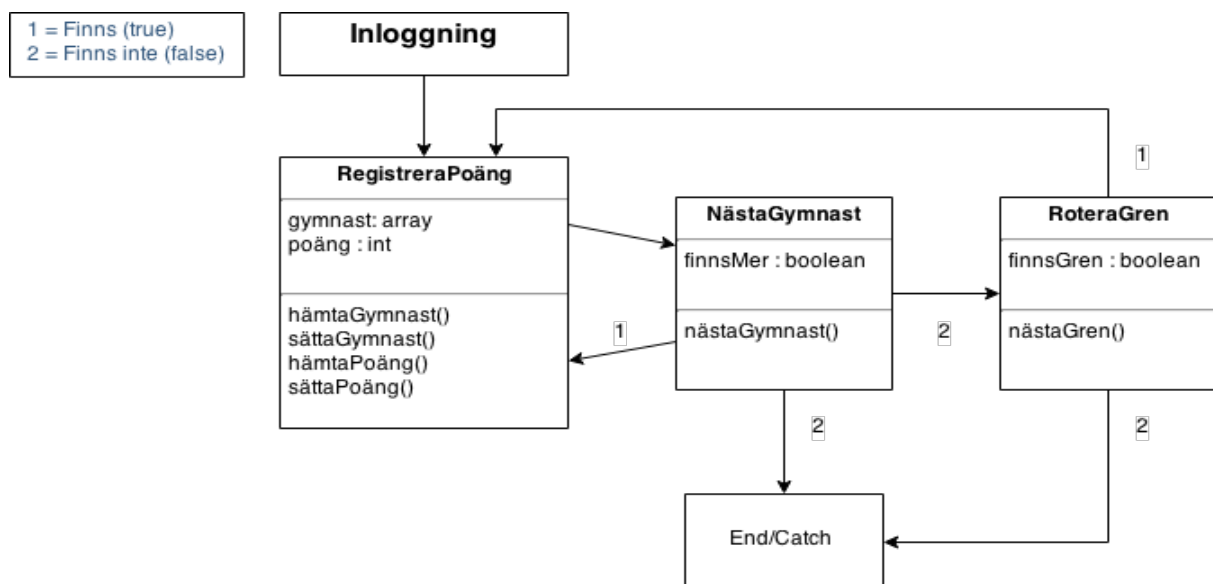 1 = Finns (true)
2 = Finns inte (false)
Inloggning
RegistreraPoäng
gymnast: array
poäng : int
hämtaGymnast()
sättaGymnast()
hämtaPoäng()
sättaPoäng()
1
NästaGymnast
finnsMer : boolean
nästaGymnast()
2
2
RoteraGren
finnsGren : boolean
nästaGren()
1
2
End/Catch